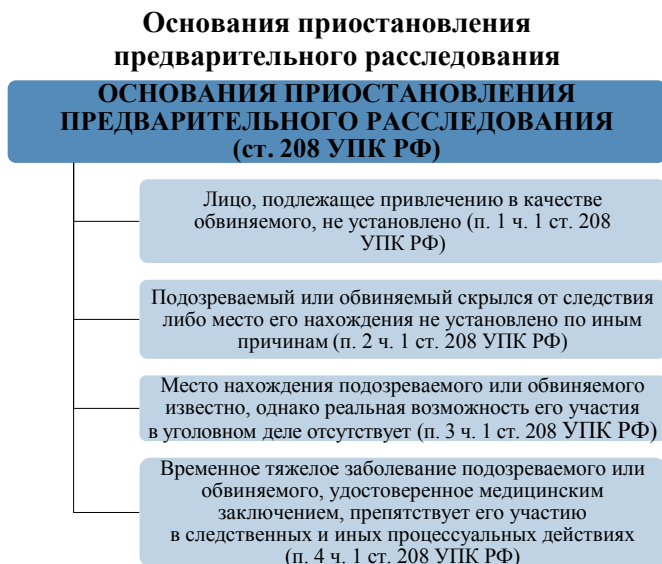 Основания приостановления
предварительного расследования
ОСНОВАНИЯ ПРИОСТАНОВЛЕНИЯ
ПРЕДВАРИТЕЛЬНОГО РАССЛЕДОВАНИЯ
(ст. 208 УПК РФ)
Лицо, подлежащее привлечению в качестве
обвиняемого, не установлено (п. 1 ч. 1 ст. 208
УПК РФ)
Подозреваемый или обвиняемый скрылся от следствия
либо место его нахождения не установлено по иным
причинам (п. 2 ч. 1 ст. 208 УПК РФ)
Место нахождения подозреваемого или обвиняемого
известно, однако реальная возможность его участия
в уголовном деле отсутствует (п. 3 ч. 1 ст. 208 УПК РФ)
Временное тяжелое заболевание подозреваемого или
обвиняемого, удостоверенное медицинским
заключением, препятствует его участию
в следственных и иных процессуальных действиях
(п. 4 ч. 1 ст. 208 УПК РФ)